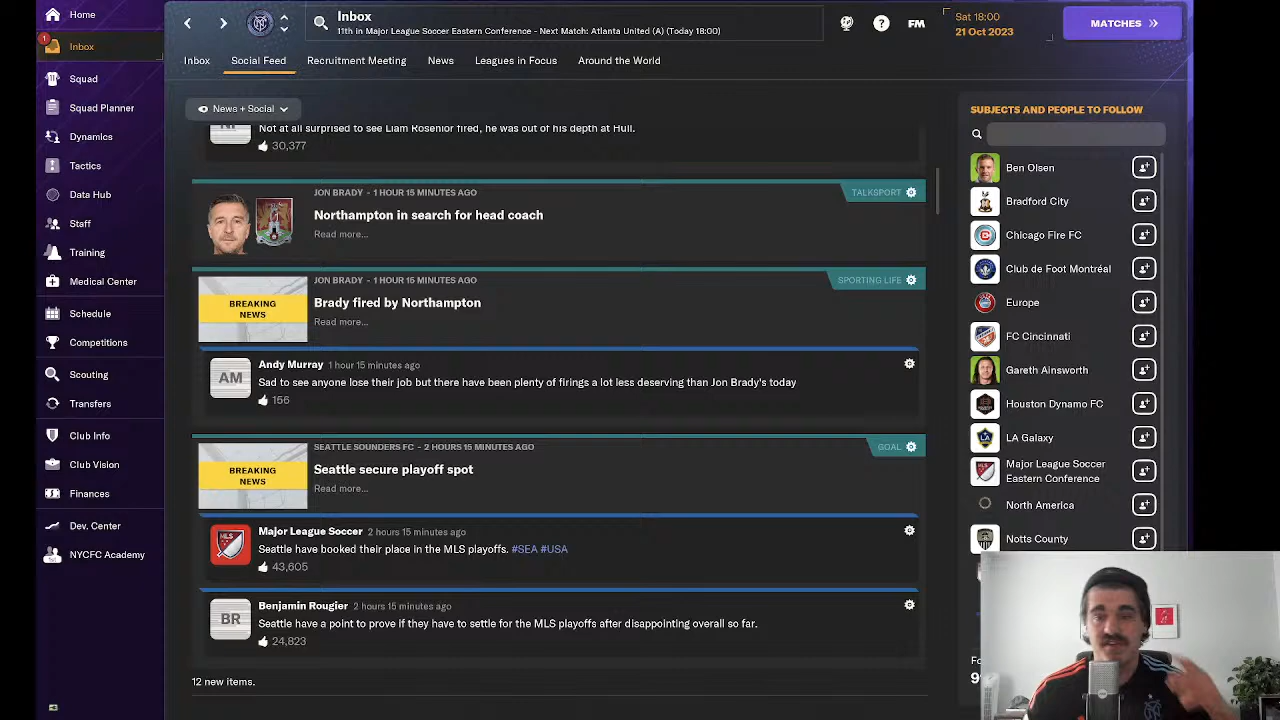 Home
1
Inbox
Squad
Squad Planner
Dynamics
Tactics
Data Hub
Staff
Training
Medical Center
Schedule
Competitions
Scouting
Transfers
Club Info
Club Vision
Finances
Dev. Center
NYCFC Academy
Inbox
11th in Major League Soccer Eastern Conference - Next Match: Atlanta United (A) (Today 18:00)
?
FM
Sat 18:00
21 Oct 2023
MATCHES
Inbox
Social Feed
Recruitment Meeting
News
Leagues in Focus
Around the World
News + Social
Not at all surprised to see Liam Rosenior fired, he was out of his depth at Hull.
30,377
JON BRADY - 1 HOUR 15 MINUTES AGO
TALKSPORT
Northampton in search for head coach
Read more...
JON BRADY - 1 HOUR 15 MINUTES AGO
SPORTING LIFE
BREAKING
NEWS
Brady fired by Northampton
Read more...
AM
Andy Murray 1 hour 15 minutes ago
Sad to see anyone lose a job but there have been plenty of firings a lot less deserving than Jon Brady's today
156
SEATTLE SOUNDERS FC - 2 HOURS 15 MINUTES AGO
GOAL
BREAKING
NEWS
Seattle secure playoff spot
Read more...
MLS
Major League Soccer 2 hours 15 minutes ago
Seattle have booked their place in the MLS playoffs. #SEA #USA
43,605
BR
Benjamin Rougier 2 hours 15 minutes ago
Seattle have a point to prove if they have to settle for the MLS playoffs after disappointing overall so far.
24,823
12 new items.
SUBJECTS AND PEOPLE TO FOLLOW
Ben Olsen
Bradford City
Chicago Fire FC
Club de Foot Montréal
Europe
FC Cincinnati
Gareth Ainsworth
Houston Dynamo FC
LA Galaxy
Major League Soccer
Eastern Conference
North America
Notts County